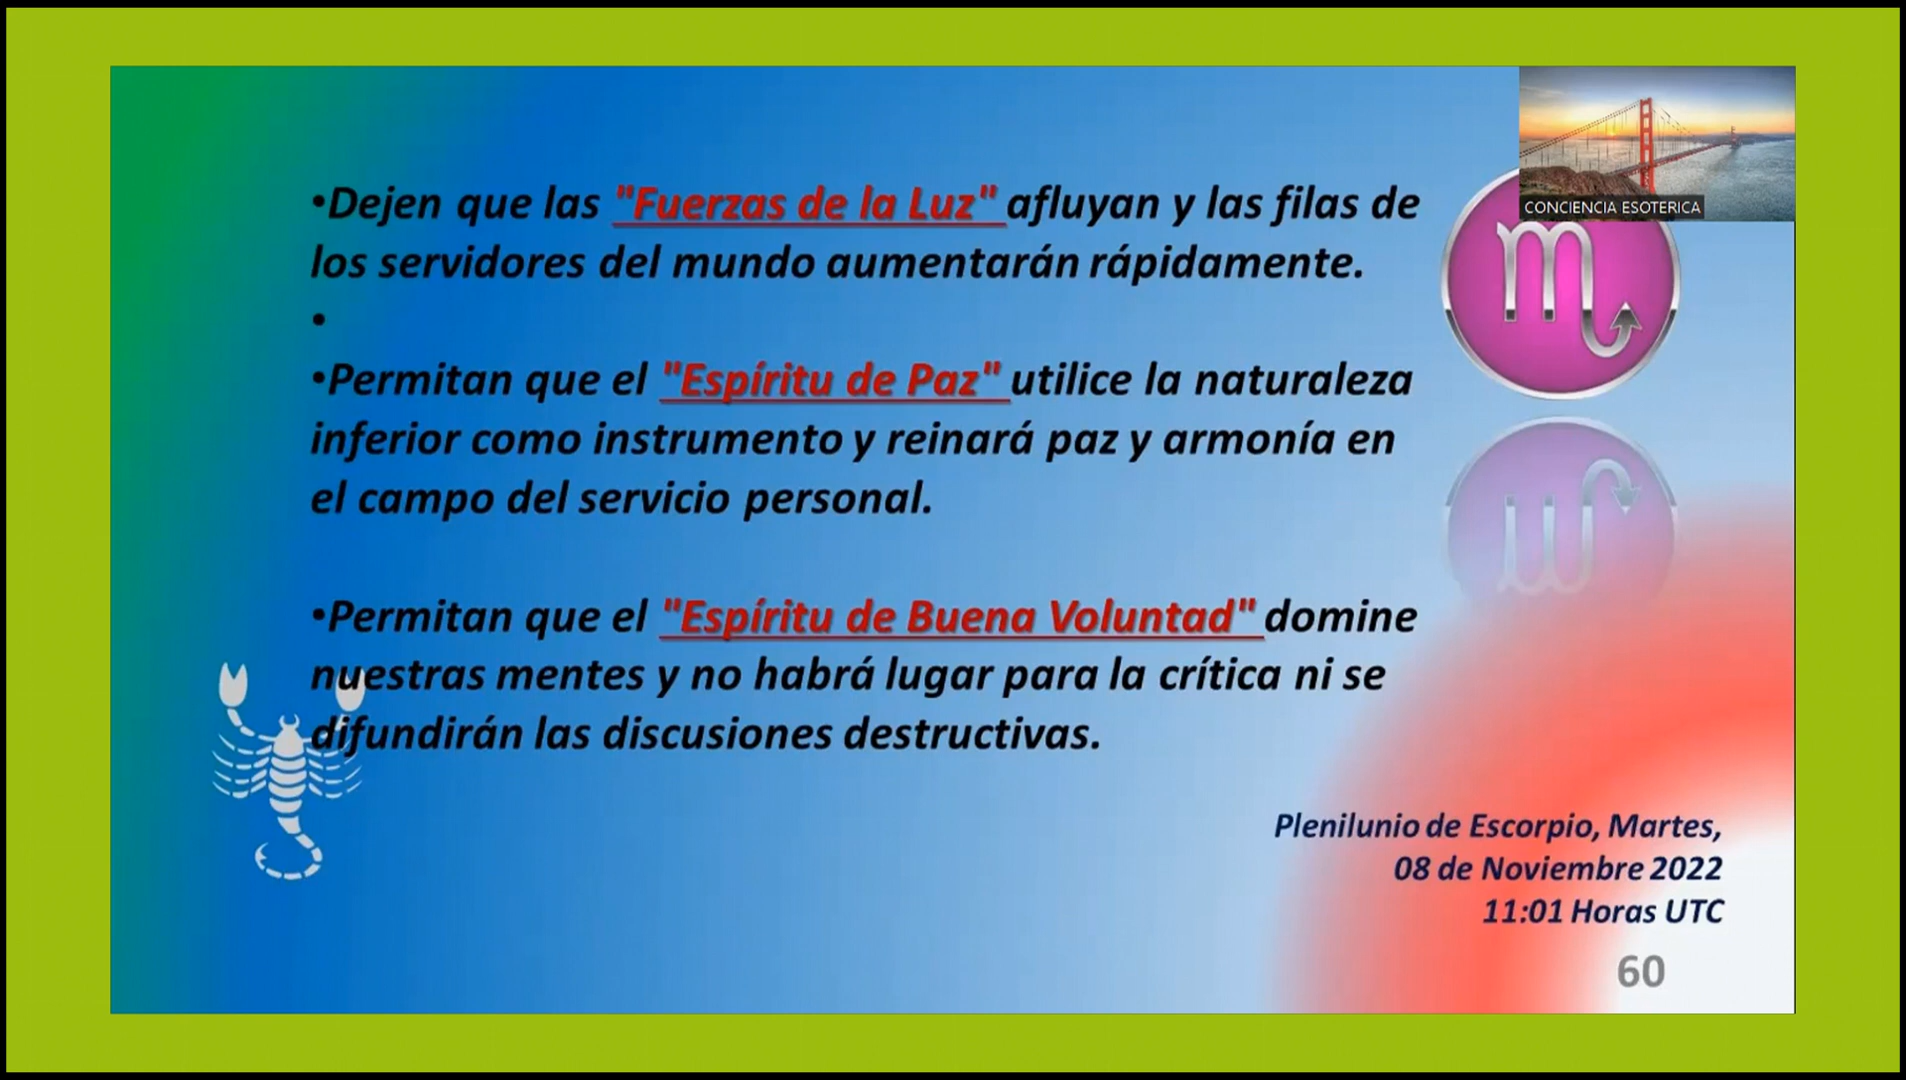 CONCIENCIA ESOTERICA
•Dejen que las "Fuerzas de la Luz" afluyan y las filas de
los servidores del mundo aumentarán rápidamente.
•
•Permitan que el "Espíritu de Paz" utilice la naturaleza
inferior como instrumento y reinará paz y armonía en
el campo del servicio personal.
•Permitan que el "Espíritu de Buena Voluntad" domine
nuestras mentes y no habrá lugar para la crítica ni se
difundirán las discusiones destructivas.
Plenilunio de Escorpio, Martes,
08 de Noviembre 2022
11:01 Horas UTC
60